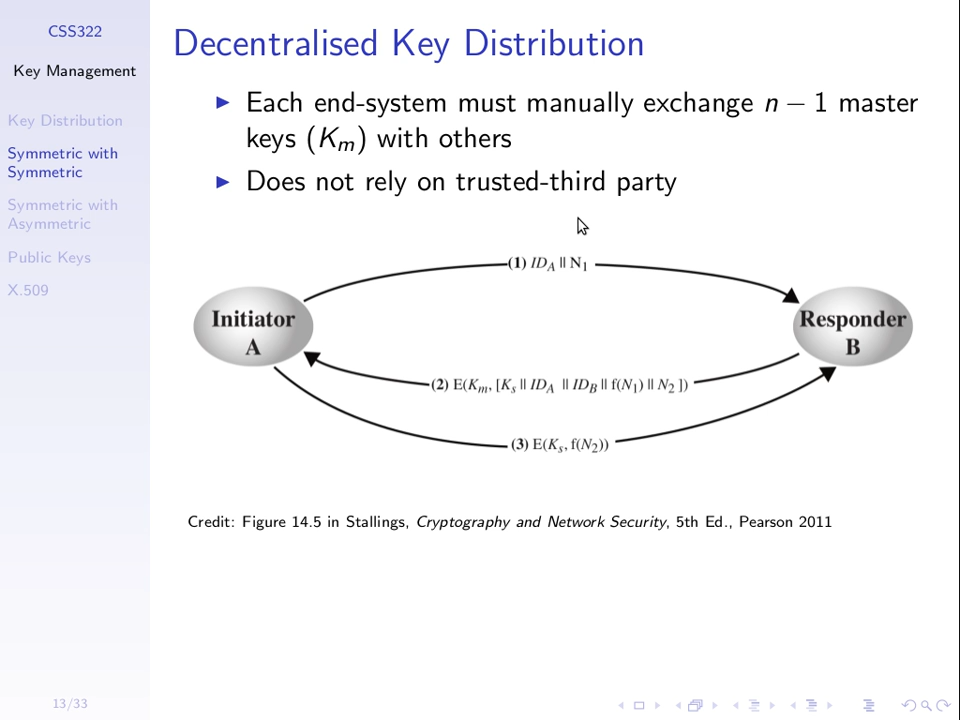 CSS322
Key Management
Key Distribution
Symmetric with
Symmetric
Symmetric with
Asymmetric
Public Keys
X.509
13/33
Decentralised Key Distribution
Each end-system must manually exchange n − 1 master
keys (Kₘ) with others
Does not rely on trusted-third party
(1) ID_A || N₁
Initiator
A
Responder
B
(2) E(Kₘ, [Kₛ || ID_A || ID_B || f(N₁) || N₂ ])
(3) E(Kₛ, f(N₂))
Credit: Figure 14.5 in Stallings, Cryptography and Network Security, 5th Ed., Pearson 2011